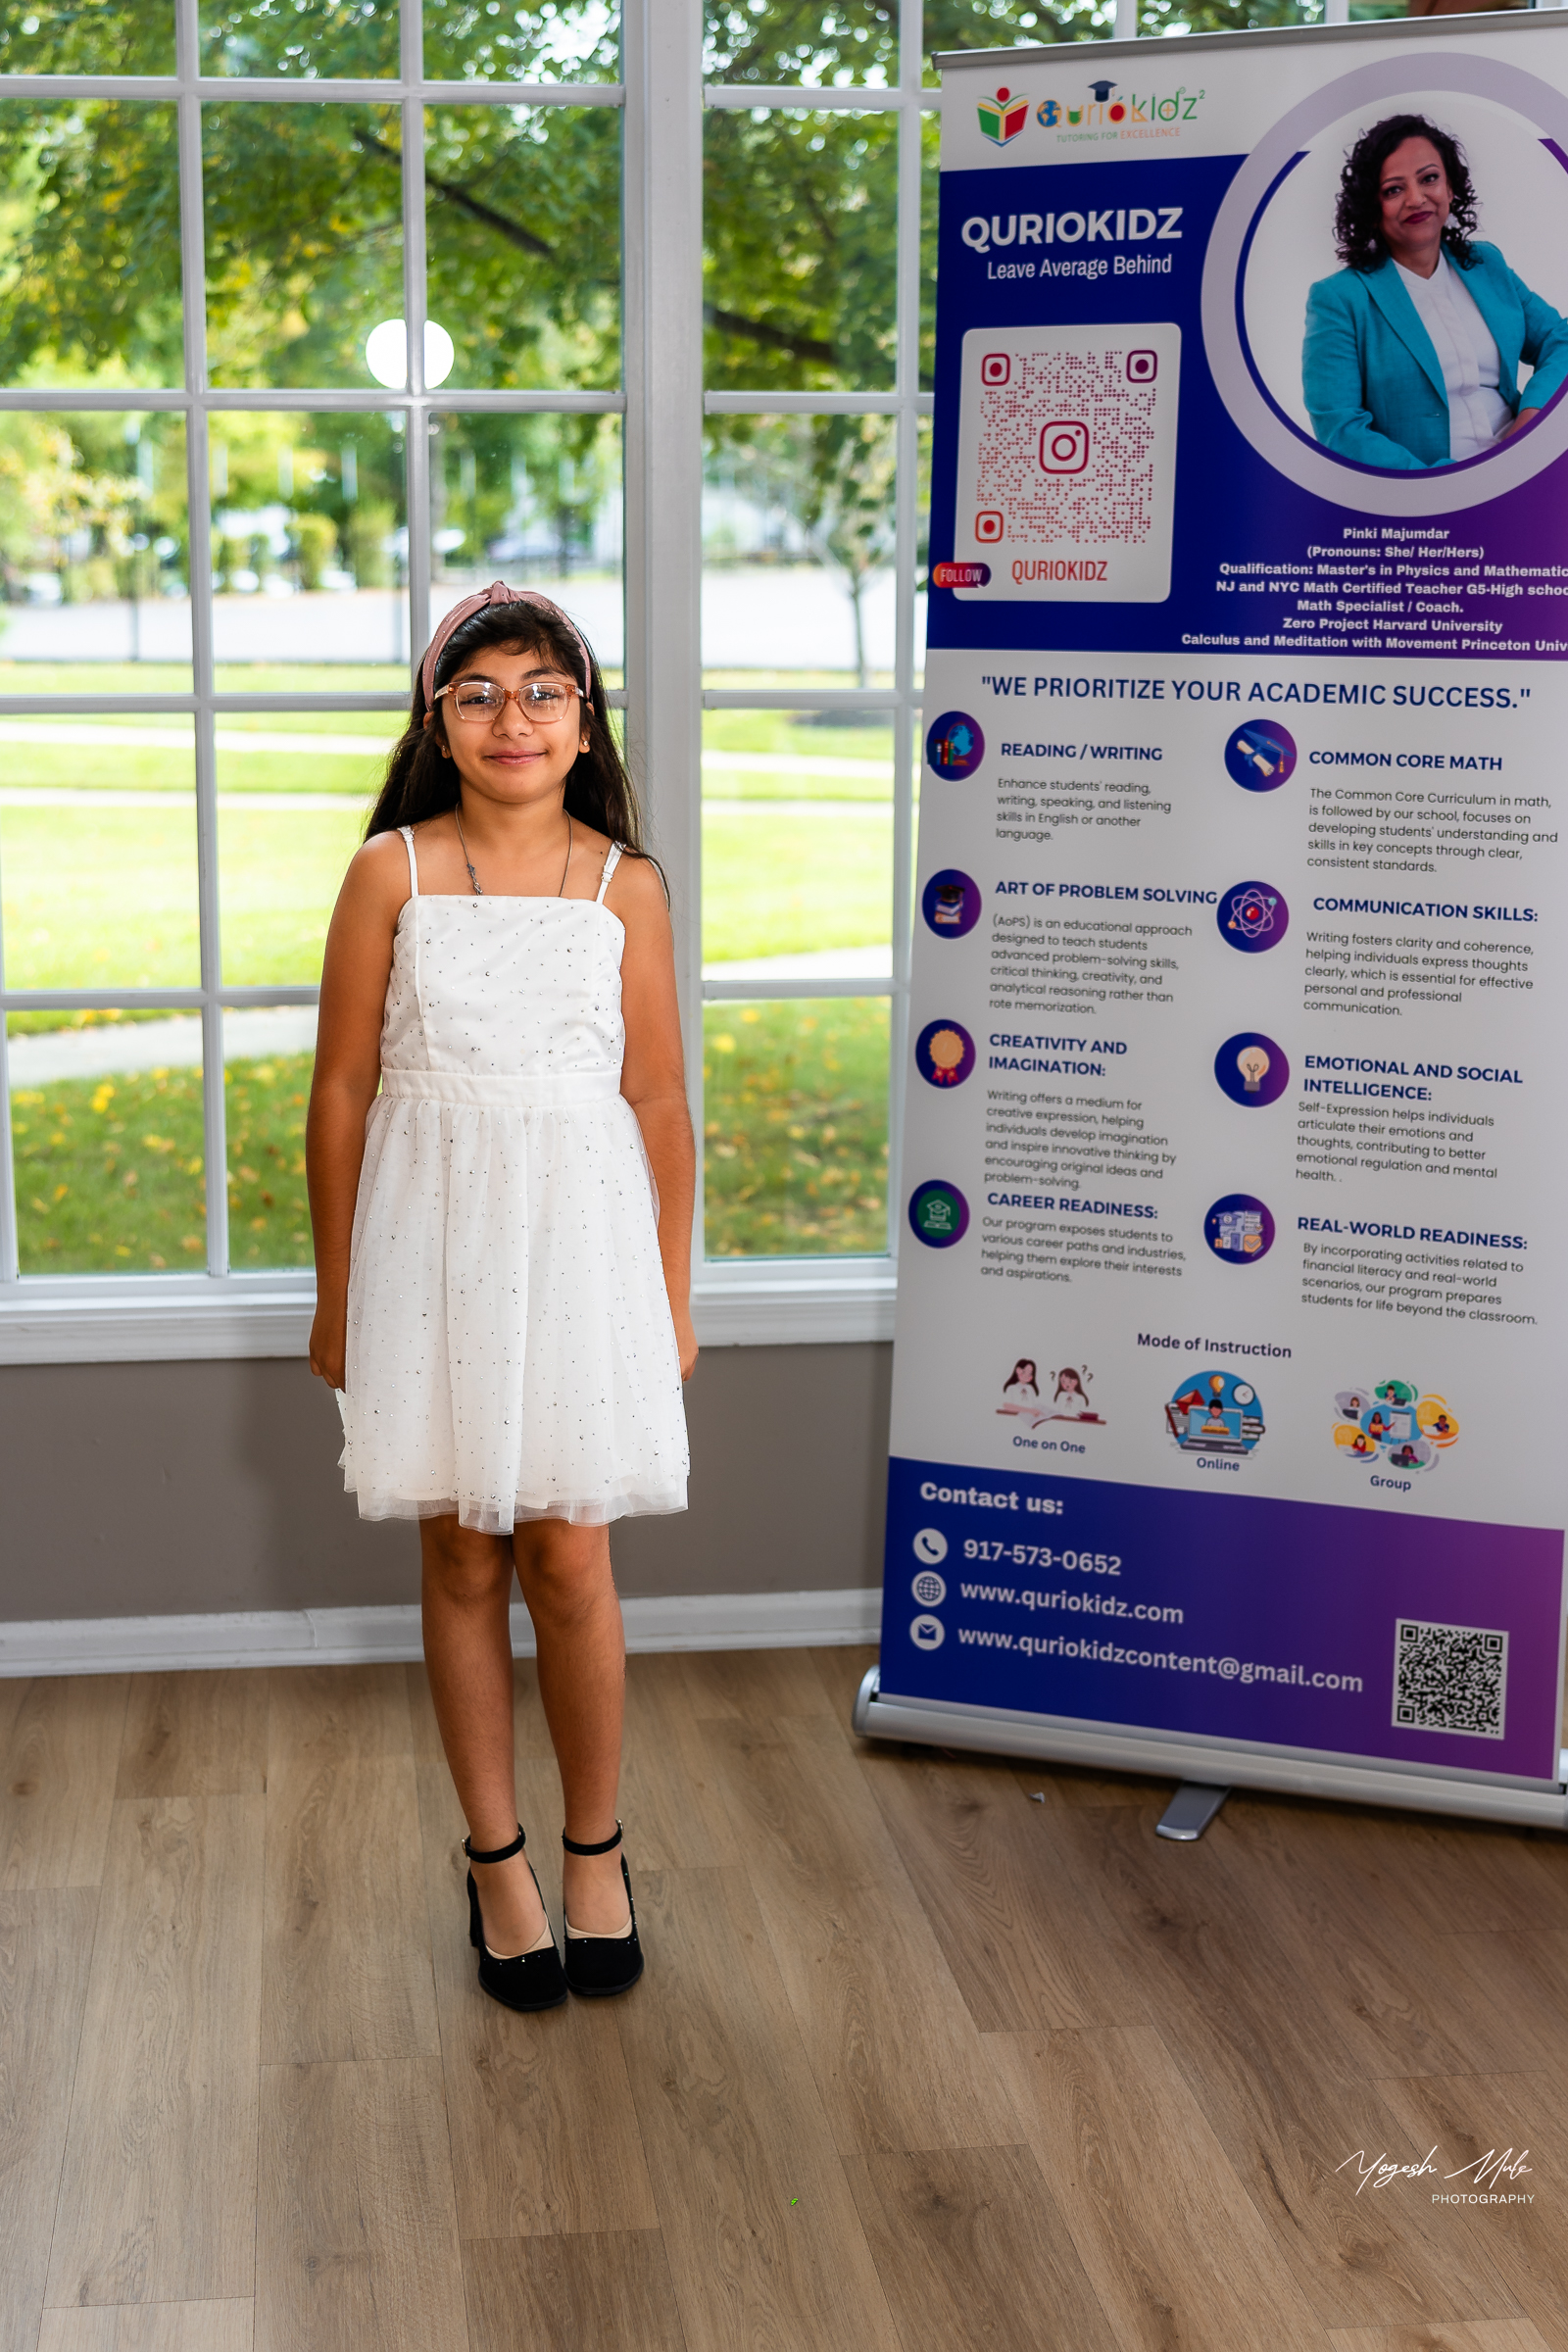 Quriokidz²
TUTORING FOR EXCELLENCE
QURIOKIDZ
Leave Average Behind
FOLLOW
QURIOKIDZ
Pinki Majumdar
(Pronouns: She/ Her/Hers)
Qualification: Master's in Physics and Mathematic
NJ and NYC Math Certified Teacher G5-High schoo
Math Specialist / Coach.
Zero Project Harvard University
Calculus and Meditation with Movement Princeton Univ
"WE PRIORITIZE YOUR ACADEMIC SUCCESS."
READING / WRITING
Enhance students' reading,
writing, speaking, and listening
skills in English or another
language.
COMMON CORE MATH
The Common Core Curriculum in math,
is followed by our school, focuses on
developing students' understanding and
skills in key concepts through clear,
consistent standards.
ART OF PROBLEM SOLVING
(AoPS) is an educational approach
designed to teach students
advanced problem-solving skills,
critical thinking, creativity, and
analytical reasoning rather than
rote memorization.
COMMUNICATION SKILLS:
Writing fosters clarity and coherence,
helping individuals express thoughts
clearly, which is essential for effective
personal and professional
communication.
CREATIVITY AND
IMAGINATION:
Writing offers a medium for
creative expression, helping
individuals develop imagination
and inspire innovative thinking by
encouraging original ideas and
problem-solving.
EMOTIONAL AND SOCIAL
INTELLIGENCE:
Self-Expression helps individuals
articulate their emotions and
thoughts, contributing to better
emotional regulation and mental
health. .
CAREER READINESS:
Our program exposes students to
various career paths and industries,
helping them explore their interests
and aspirations.
REAL-WORLD READINESS:
By incorporating activities related to
financial literacy and real-world
scenarios, our program prepares
students for life beyond the classroom.
Mode of Instruction
One on One
Online
Group
Contact us:
917-573-0652
www.quriokidz.com
www.quriokidzcontent@gmail.com
Yogesh Mule
PHOTOGRAPHY